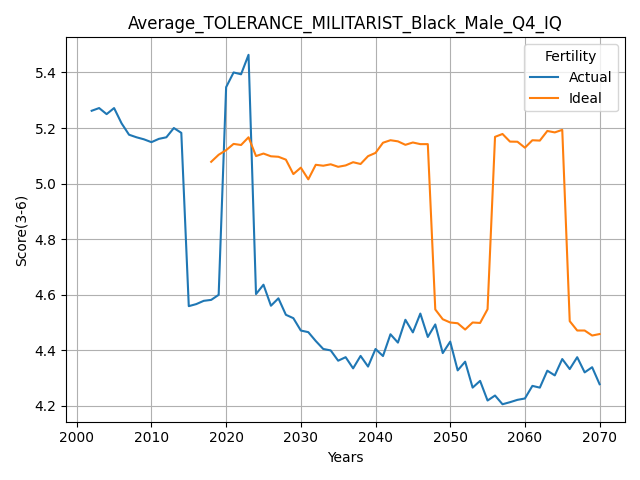 Average_TOLERANCE_MILITARIST_Black_Male_Q4_IQ
Fertility
Actual
Ideal
Score(3-6)
5.4
5.2
5.0
4.8
4.6
4.4
4.2
2000 2010 2020 2030 2040 2050 2060 2070
Years